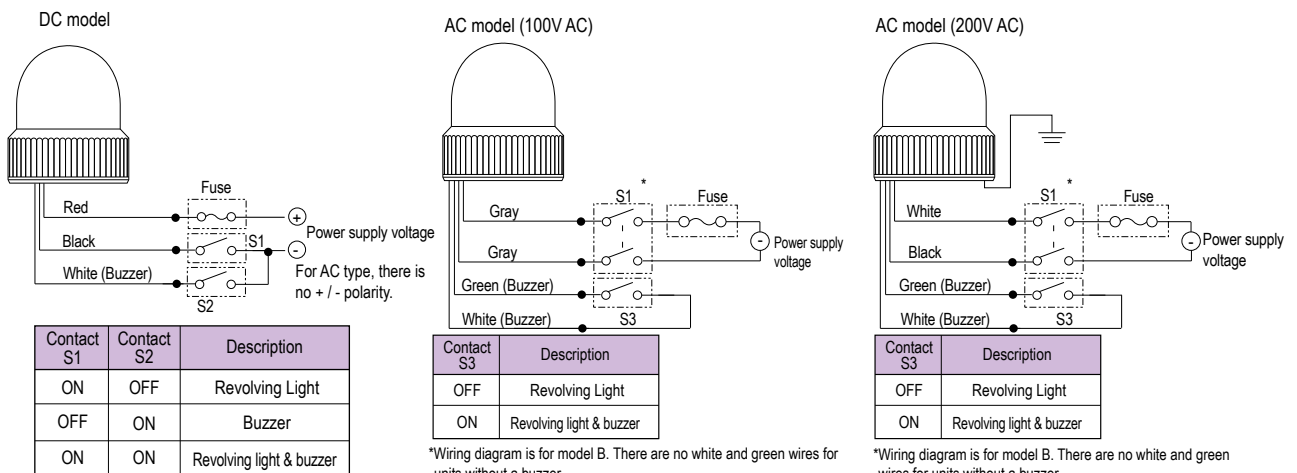 DC model
Fuse
Red
Black
S1
White (Buzzer)
S2
+
-
Power supply voltage
For AC type, there is
no + / - polarity.
Contact S1 Contact S2 Description
ON OFF Revolving Light
OFF ON Buzzer
ON ON Revolving light & buzzer
AC model (100V AC)
S1 * Fuse
Gray
Gray
- Power supply
voltage
Green (Buzzer)
White (Buzzer) S3
Contact S3 Description
OFF Revolving Light
ON Revolving light & buzzer
*Wiring diagram is for model B. There are no white and green wires for
units without a buzzer
AC model (200V AC)
S1 * Fuse
White
Black
- Power supply
voltage
Green (Buzzer)
White (Buzzer) S3
Contact S3 Description
OFF Revolving Light
ON Revolving light & buzzer
*Wiring diagram is for model B. There are no white and green
wires for units without a buzzer